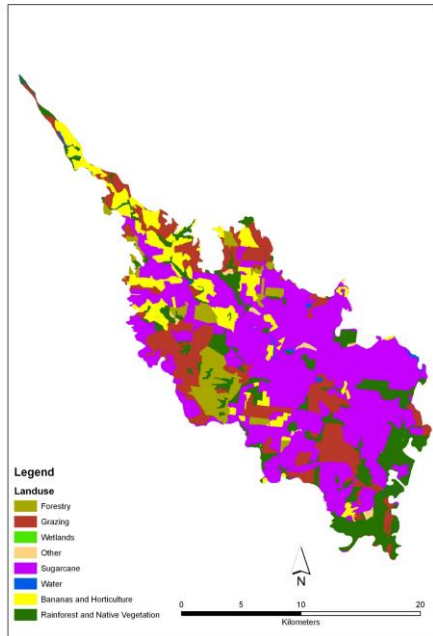 Legend
Landuse
Forestry
Grazing
Wetlands
Other
Sugarcane
Water
Bananas and Horticulture
Rainforest and Native Vegetation
N
0 5 10 20
Kilometers